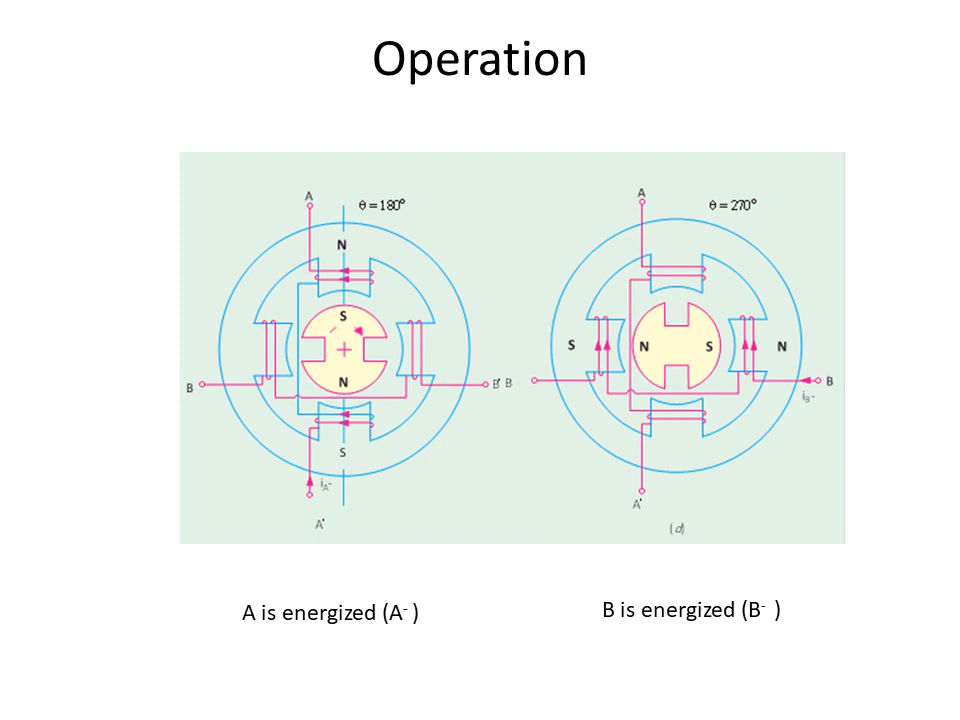 Operation
A
θ = 180°
N
S
N
B
B'
S
iA-
A'
A
θ = 270°
S
N
S
N
B
B
iB-
A'
(d)
A is energized (A- )
B is energized (B- )